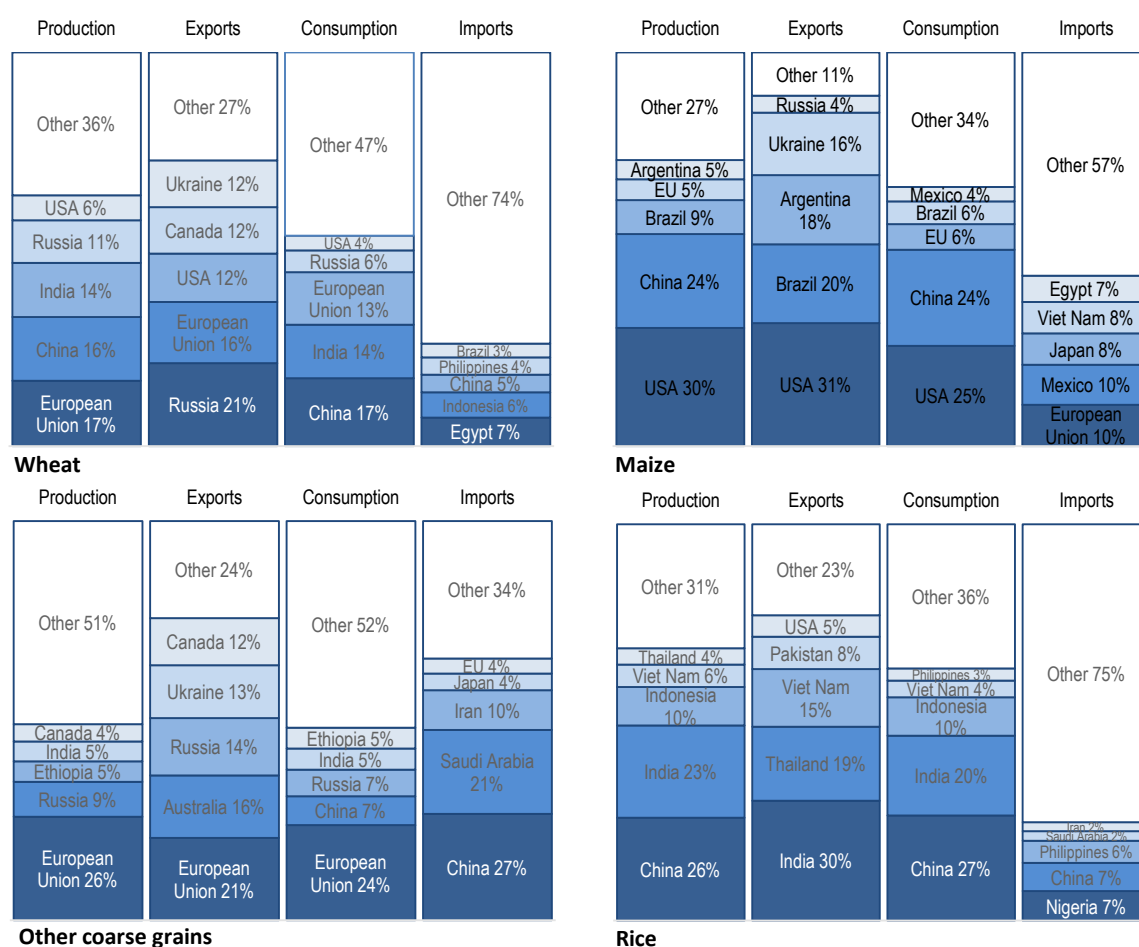 Production
Exports
Consumption
Imports
Other 36%
USA 6%
Russia 11%
India 14%
China 16%
European
Union 17%
Other 27%
Ukraine 12%
Canada 12%
USA 12%
European
Union 16%
Russia 21%
Other 47%
USA 4%
Russia 6%
European
Union 13%
India 14%
China 17%
Other 74%
Brazil 3%
Philippines 4%
China 5%
Indonesia 6%
Egypt 7%
Wheat
Production
Exports
Consumption
Imports
Other 27%
Argentina 5%
EU 5%
Brazil 9%
China 24%
USA 30%
Other 11%
Russia 4%
Ukraine 16%
Argentina
18%
Brazil 20%
USA 31%
Other 34%
Mexico 4%
Brazil 6%
EU 6%
China 24%
USA 25%
Other 57%
Egypt 7%
Viet Nam 8%
Japan 8%
Mexico 10%
European
Union 10%
Maize
Production
Exports
Consumption
Imports
Other 51%
Canada 4%
India 5%
Ethiopia 5%
Russia 9%
European
Union 26%
Other 24%
Canada 12%
Ukraine 13%
Russia 14%
Australia 16%
European
Union 21%
Other 52%
Ethiopia 5%
India 5%
Russia 7%
China 7%
European
Union 24%
Other 34%
EU 4%
Japan 4%
Iran 10%
Saudi Arabia
21%
China 27%
Other coarse grains
Production
Exports
Consumption
Imports
Other 31%
Thailand 4%
Viet Nam 6%
Indonesia
10%
India 23%
China 26%
Other 23%
USA 5%
Pakistan 8%
Viet Nam
15%
Thailand 19%
India 30%
Other 36%
Philippines 3%
Viet Nam 4%
Indonesia
10%
India 20%
China 27%
Other 75%
Iran 2%
Saudi Arabia 2%
Philippines 6%
China 7%
Nigeria 7%
Rice